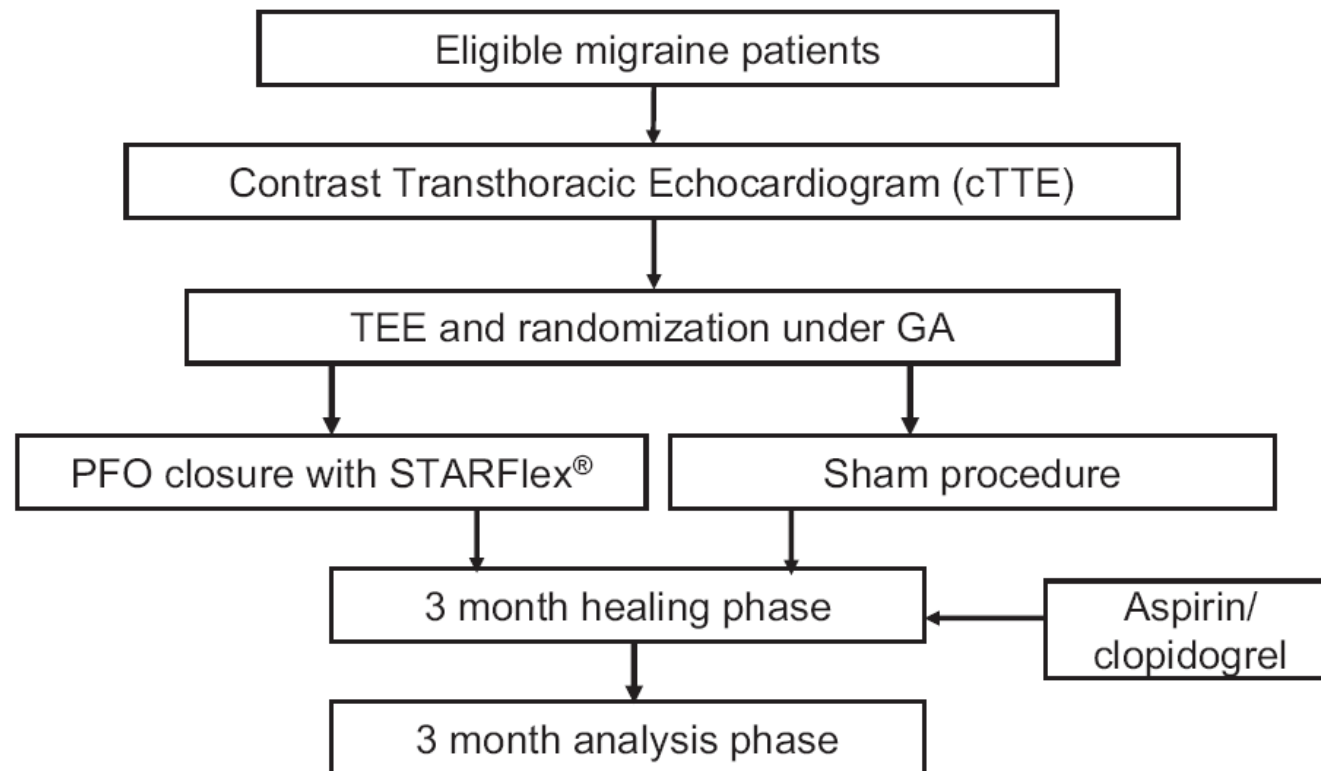 Eligible migraine patients
Contrast Transthoracic Echocardiogram (cTTE)
TEE and randomization under GA
PFO closure with STARFlex®
Sham procedure
3 month healing phase
Aspirin/
clopidogrel
3 month analysis phase